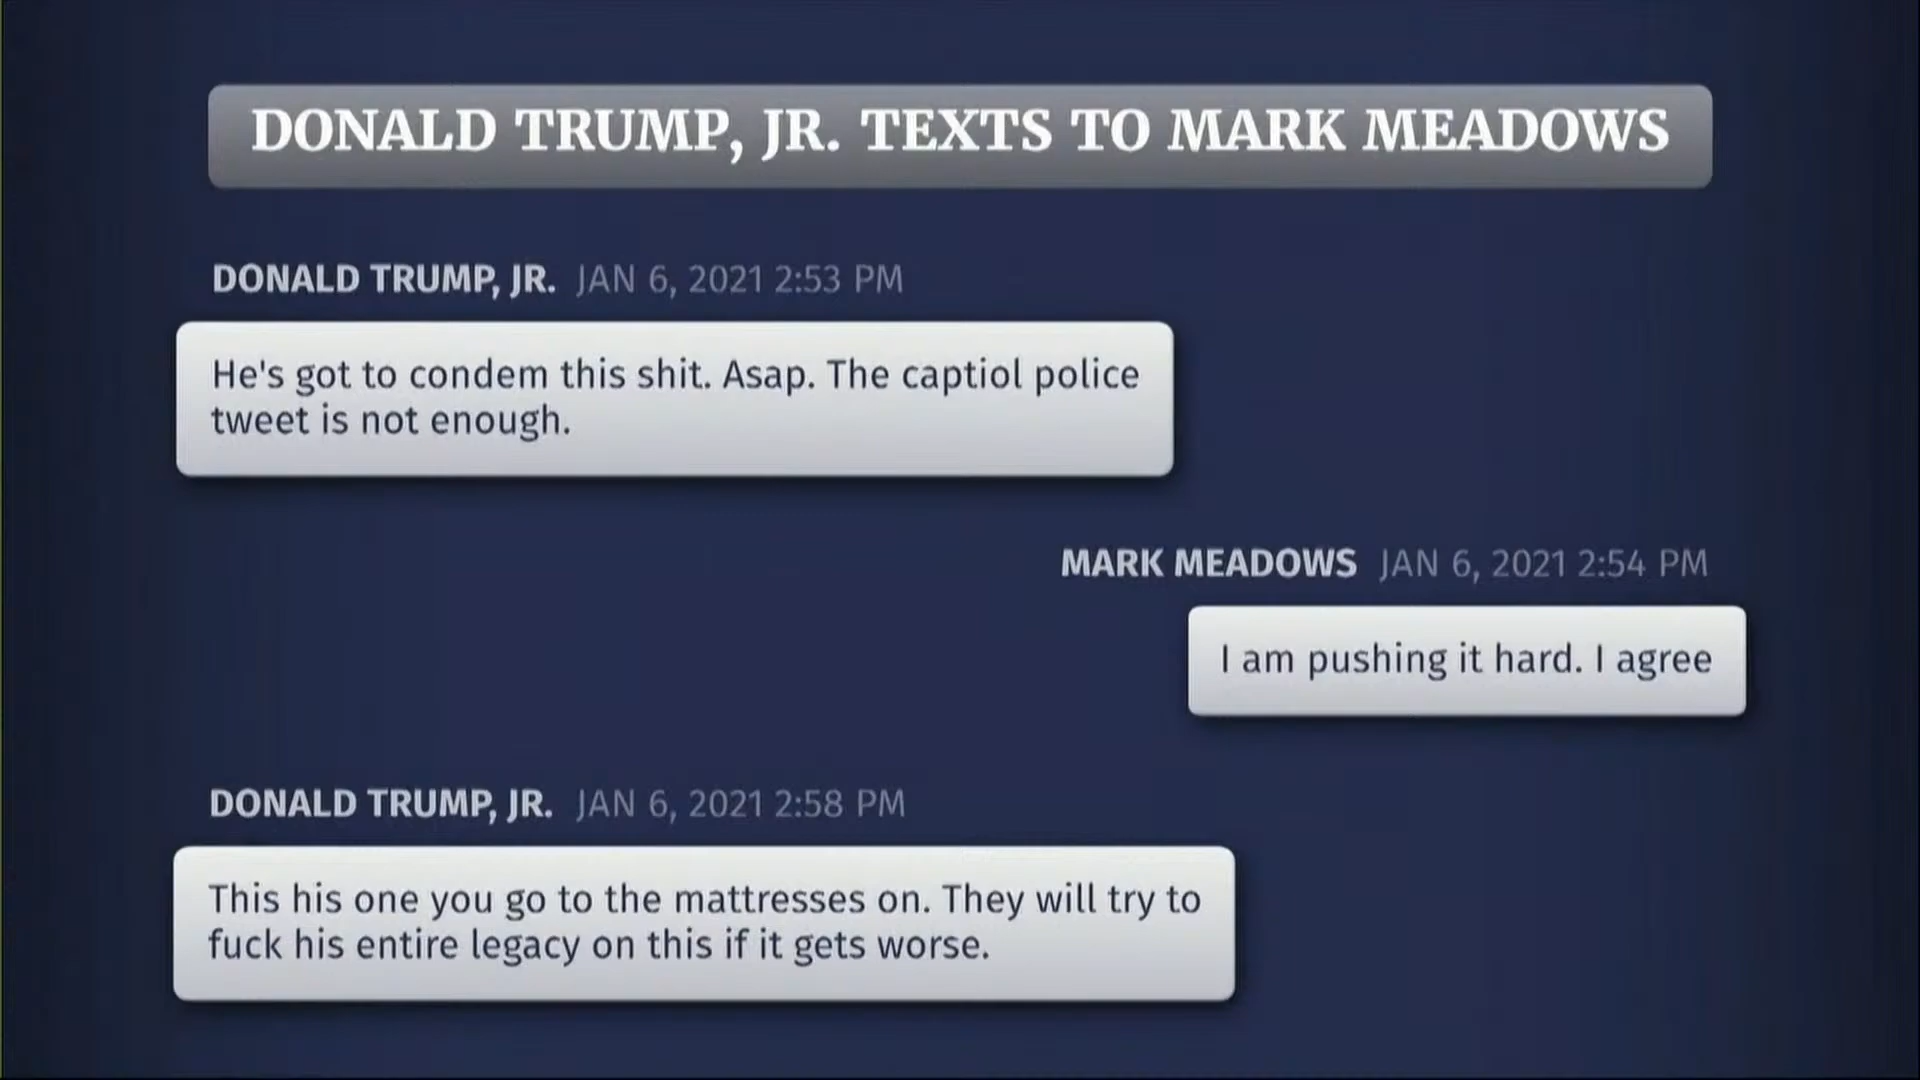 DONALD TRUMP, JR. TEXTS TO MARK MEADOWS
DONALD TRUMP, JR. JAN 6, 2021 2:53 PM
He's got to condem this shit. Asap. The captiol police
tweet is not enough.
MARK MEADOWS JAN 6, 2021 2:54 PM
I am pushing it hard. I agree
DONALD TRUMP, JR. JAN 6, 2021 2:58 PM
This his one you go to the mattresses on. They will try to
fuck his entire legacy on this if it gets worse.